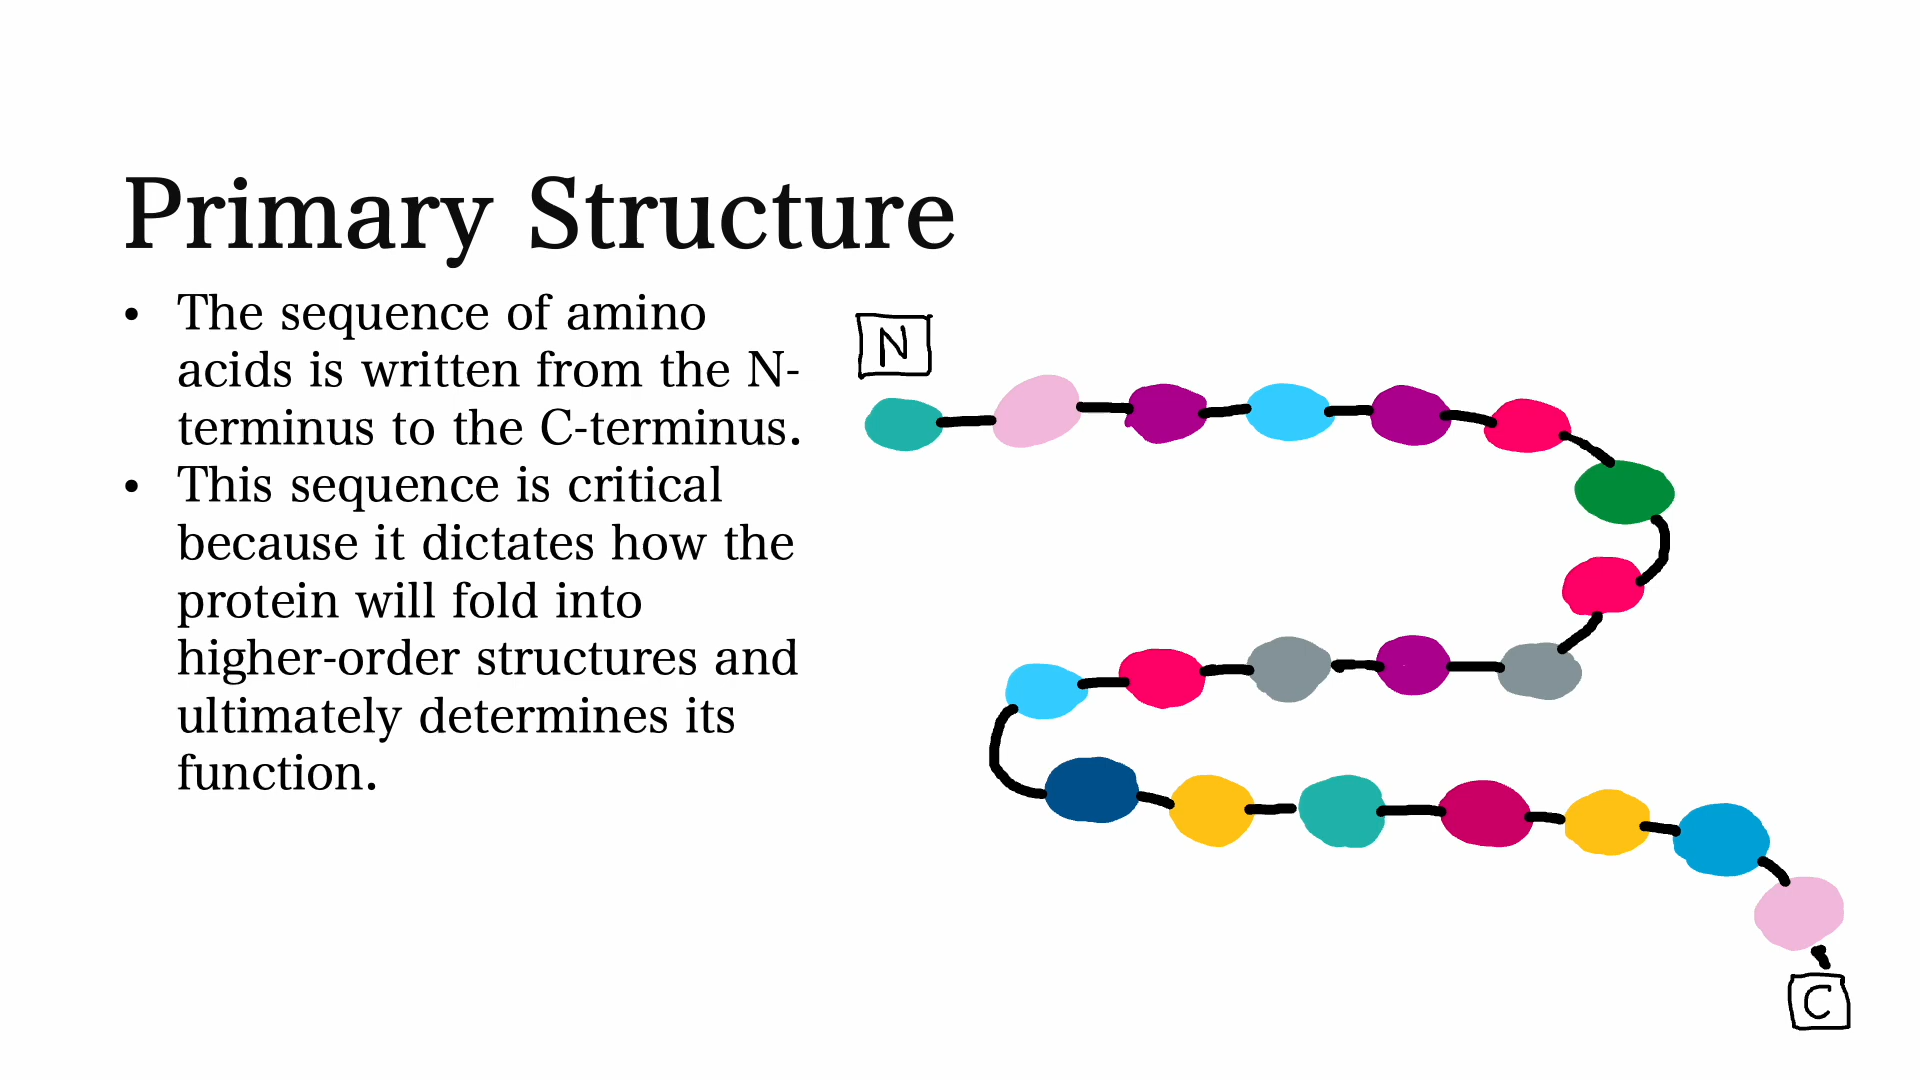 Primary Structure
• The sequence of amino
acids is written from the N-
terminus to the C-terminus.
• This sequence is critical
because it dictates how the
protein will fold into
higher-order structures and
ultimately determines its
function.
N
C